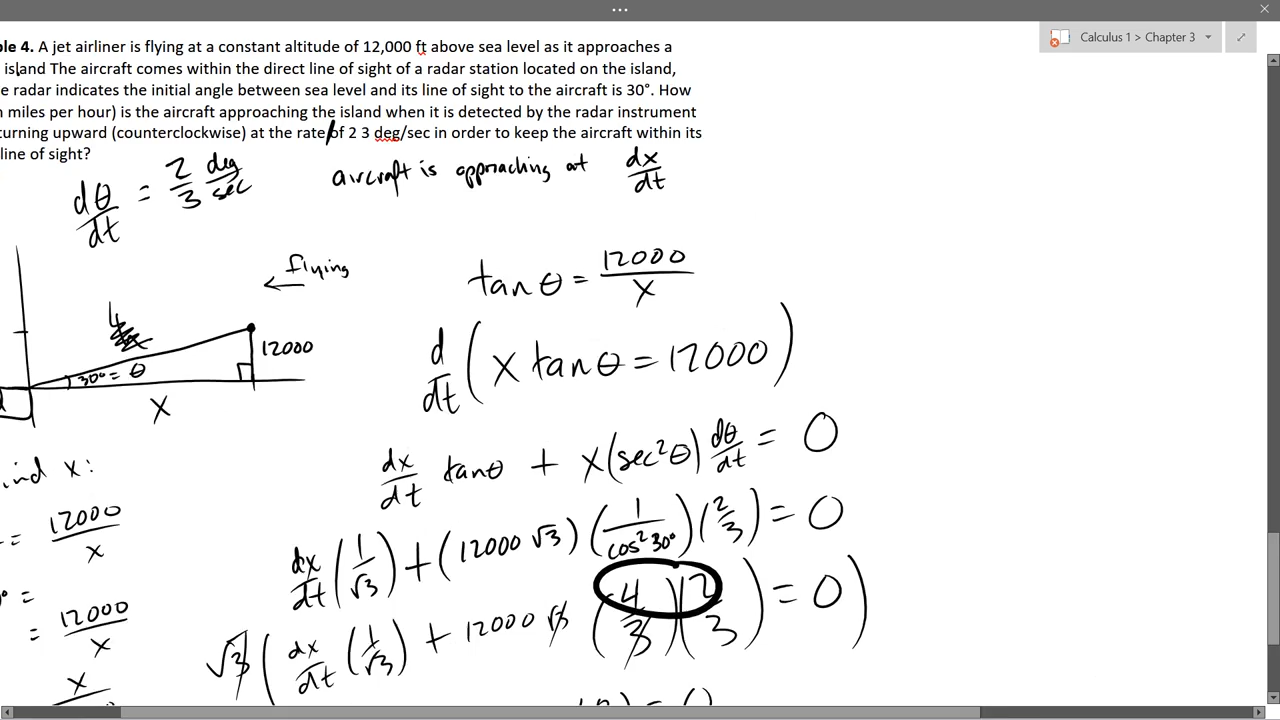 ...
Calculus 1 > Chapter 3
ple 4. A jet airliner is flying at a constant altitude of 12,000 ft above sea level as it approaches a
island The aircraft comes within the direct line of sight of a radar station located on the island,
e radar indicates the initial angle between sea level and its line of sight to the aircraft is 30°. How
n miles per hour) is the aircraft approaching the island when it is detected by the radar instrument
turning upward (counterclockwise) at the rate of 2 3 deg/sec in order to keep the aircraft within its
line of sight?
dθ/dt = 2/3 deg/sec
aircraft is approaching at dx/dt
← flying
tan θ = 12000/x
12000
30° = θ
x
d/dt (x tan θ = 12000)
ind x:
dx/dt tanθ + x(sec²θ) dθ/dt = 0
= 12000/x
dx/dt (1/√3) + (12000 √3) (1/cos² 30°) (2/3) = 0
° =
= 12000/x
√3 (dx/dt (1/√3) + 12000 √3 (4/3)(2/3) = 0)
x
= 0